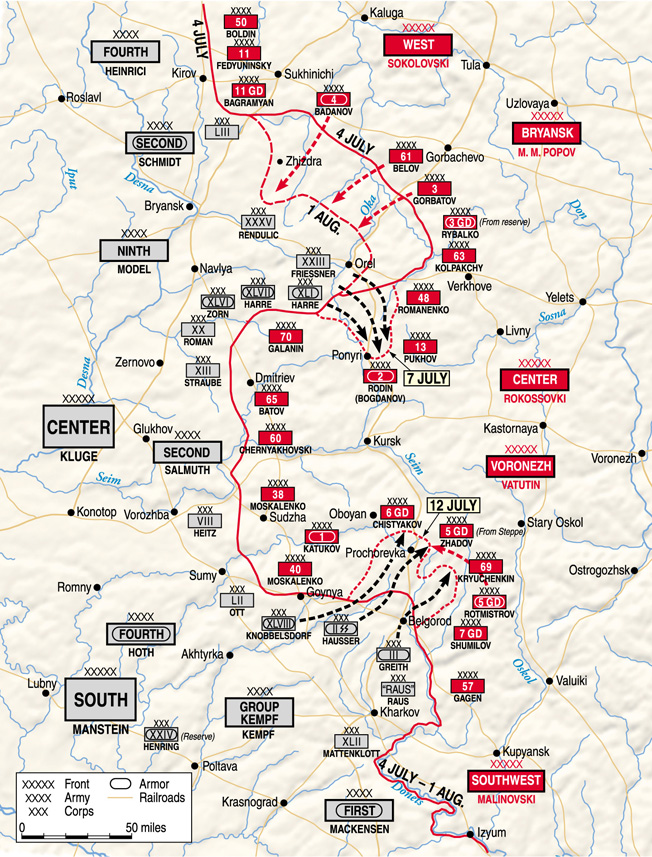 XXXX
FOURTH
HEINRICI
4 JULY
XXXX
50
BOLDIN
XXXX
11
FEDYUNINSKY
XXXX
11 GD
BAGRAMYAN
Kaluga
XXXXX
WEST
SOKOLOVSKI
Tula
Kirov
Sukhinichi
Roslavl
XXXX
4
BADANOV
Uzlovaya
XXXXX
BRYANSK
M. M. POPOV
XXX
LIII
4 JULY
XXXX
SECOND
SCHMIDT
Zhizdra
XXXX
61
BELOV
Gorbachevo
Iput
Desna
XXXX
3
GORBATOV
Bryansk
Oka
Don
XXX
XXXV
RENDULIC
1 AUG.
XXXX
3 GD
(From reserve)
RYBALKO
XXXX
NINTH
MODEL
XXXX
63
KOLPAKCHY
XXX
XXIII
FRIESSNER
Orel
Navlya
Verkhove
XXX
XLVI
ZORN
XXX
XLVII
HARRE
XXX
XLI
HARRE
XXXX
48
ROMANENKO
Yelets
Sosna
XXX
XX
ROMAN
XXXX
70
GALANIN
XXXX
13
PUKHOV
Livny
Ponyri
Desna
Zernovo
XXX
XIII
STRAUBE
XXXX
2
RODIN
(BOGDANOV)
7 JULY
XXXXX
CENTER
ROKOSSOVKI
Dmitriev
XXXX
65
BATOV
XXXXX
CENTER
KLUGE
Glukhov
XXXX
SECOND
SALMUTH
XXXX
60
CHERNYAKHOVSKI
Kursk
Kastornaya
XXXXX
VORONEZH
VATUTIN
Voronezh
Seim
Seim
XXXX
38
MOSKALENKO
Sudzha
Konotop
Vorozhba
XXX
VIII
HEITZ
Oboyan
XXXX
6 GD
CHISTYAKOV
12 JULY
XXXX
5 GD
(From Steppe)
ZHADOV
Stary Oskol
XXXX
1
KATUKOV
Prochorevka
XXXX
69
KRYUCHENKIN
Ostrogozhsk
Sumy
XXXX
40
MOSKALENKO
Goynya
Romny
XXX
LII
OTT
XXXX
5 GD
ROTMISTROV
XXX
XLVIII
KNOBBELSDORF
XXX
II SS
HAUSSER
Belgorod
XXXX
7 GD
SHUMILOV
XXXX
FOURTH
HOTH
Akhtyrka
XXX
III
GREITH
Oskol
Lubny
XXXXX
SOUTH
MANSTEIN
XXX
"RAUS"
RAUS
XXXX
57
GAGEN
Valuiki
XXXX
GROUP
KEMPF
KEMPF
Kharkov
XXX
XXIV
(Reserve)
HENRING
XXX
XLII
MATTENKLOTT
Kupyansk
XXXXX
SOUTHWEST
MALINOVSKI
Poltava
4 JULY – 1 AUG.
Donets
Krasnograd
XXXX
FIRST
MACKENSEN
Izyum
XXXXX Front
XXXX Army
XXX Corps
Armor
Railroads
0 50 miles